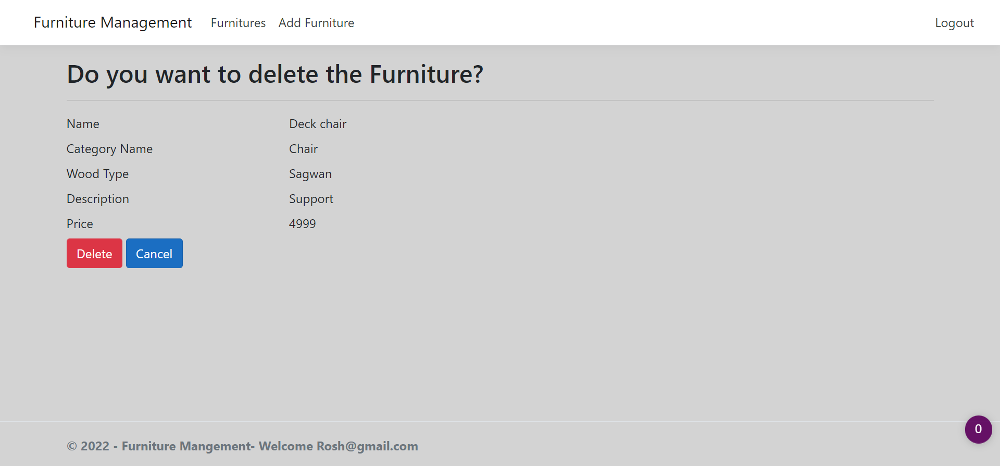 Furniture Management Furnitures Add Furniture Logout
Do you want to delete the Furniture?
Name Deck chair
Category Name Chair
Wood Type Sagwan
Description Support
Price 4999
Delete Cancel
0
© 2022 - Furniture Mangement- Welcome Rosh@gmail.com